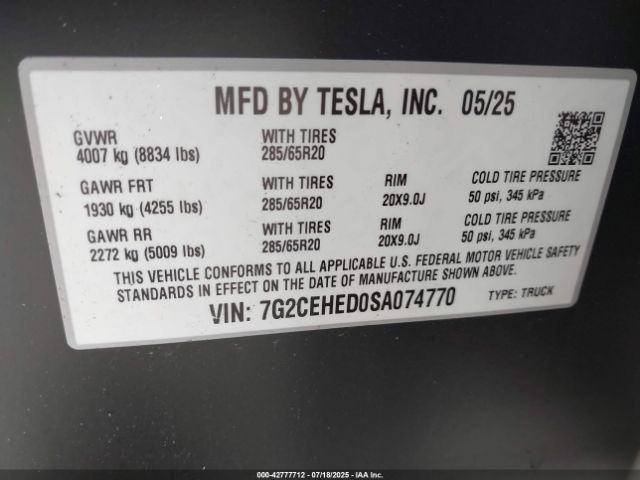 MFD BY TESLA, INC. 05/25
GVWR WITH TIRES
4007 kg (8834 lbs) 285/65R20
GAWR FRT WITH TIRES RIM COLD TIRE PRESSURE
1930 kg (4255 lbs) 285/65R20 20X9.0J 50 psi, 345 kPa
GAWR RR WITH TIRES RIM COLD TIRE PRESSURE
2272 kg (5009 lbs) 285/65R20 20X9.0J 50 psi, 345 kPa
THIS VEHICLE CONFORMS TO ALL APPLICABLE U.S. FEDERAL MOTOR VEHICLE SAFETY
STANDARDS IN EFFECT ON THE DATE OF MANUFACTURE SHOWN ABOVE.
VIN: 7G2CEHED0SA074770 TYPE: TRUCK
000-42777712 - 07/18/2025 - IAA Inc.